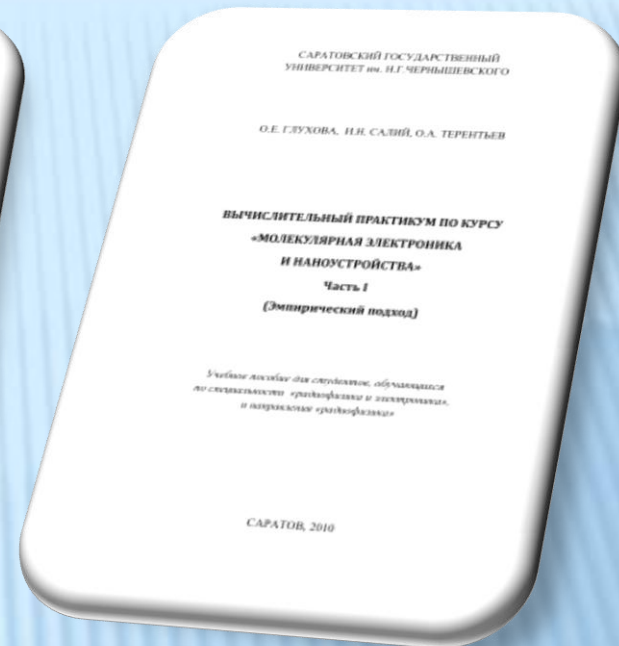 САРАТОВСКИЙ ГОСУДАРСТВЕННЫЙ
УНИВЕРСИТЕТ им. Н.Г.ЧЕРНЫШЕВСКОГО
О.Е. ГЛУХОВА, И.Н. САЛИЙ, О.А. ТЕРЕНТЬЕВ
ВЫЧИСЛИТЕЛЬНЫЙ ПРАКТИКУМ ПО КУРСУ
«МОЛЕКУЛЯРНАЯ ЭЛЕКТРОНИКА
И НАНОУСТРОЙСТВА»
Часть I
(Эмпирический подход)
Учебное пособие для студентов, обучающихся
по специальности «радиофизика и электроника»,
и направлению «радиофизика»
САРАТОВ, 2010